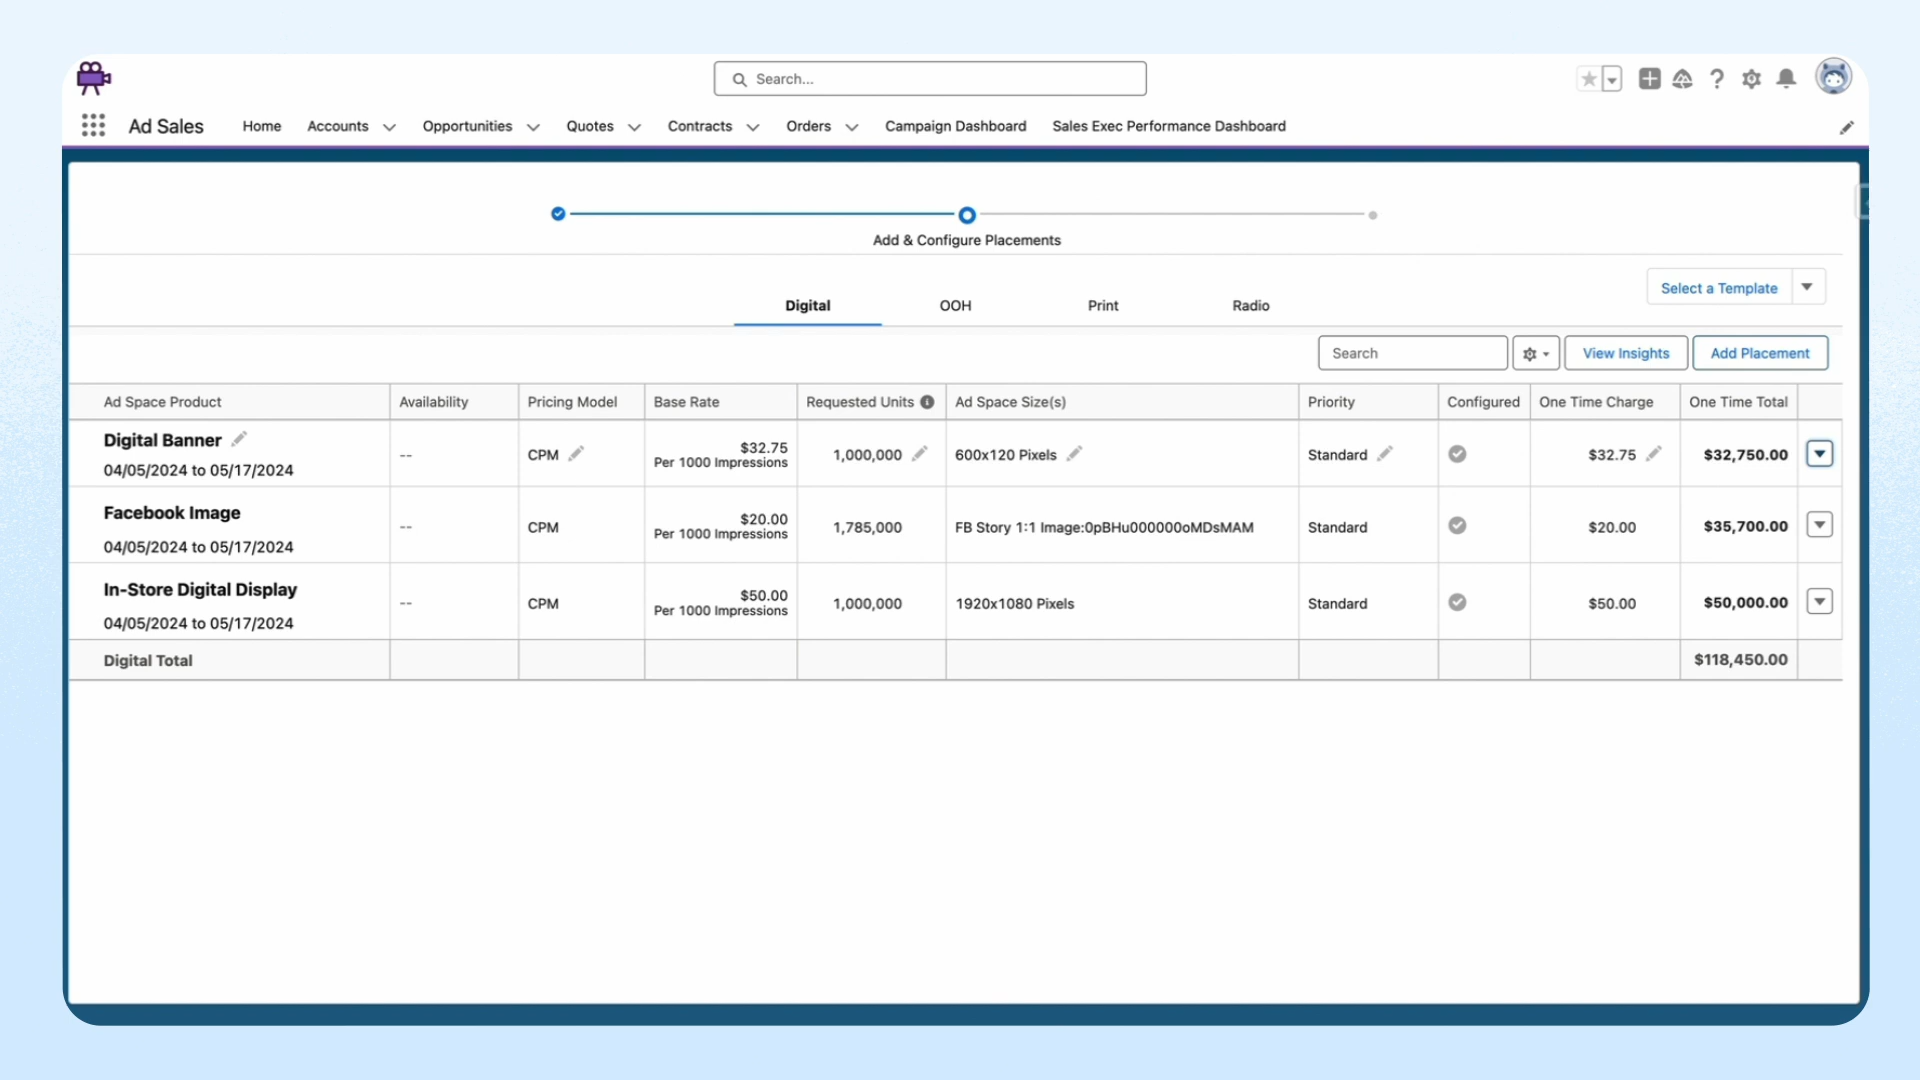 Search...
Ad Sales Home Accounts Opportunities Quotes Contracts Orders Campaign Dashboard Sales Exec Performance Dashboard
Add & Configure Placements
Select a Template
Digital OOH Print Radio
Search View Insights Add Placement
Ad Space Product Availability Pricing Model Base Rate Requested Units Ad Space Size(s) Priority Configured One Time Charge One Time Total
Digital Banner
04/05/2024 to 05/17/2024
--
CPM
$32.75
Per 1000 Impressions
1,000,000
600x120 Pixels
Standard
$32.75
$32,750.00
Facebook Image
04/05/2024 to 05/17/2024
--
CPM
$20.00
Per 1000 Impressions
1,785,000
FB Story 1:1 Image:0pBHu000000oMDsMAM
Standard
$20.00
$35,700.00
In-Store Digital Display
04/05/2024 to 05/17/2024
--
CPM
$50.00
Per 1000 Impressions
1,000,000
1920x1080 Pixels
Standard
$50.00
$50,000.00
Digital Total $118,450.00